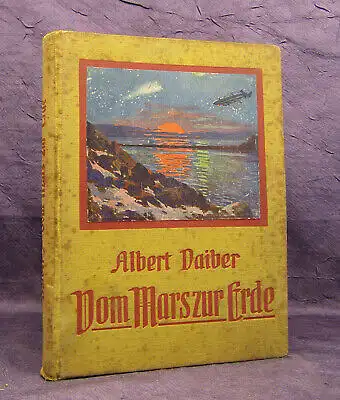 Albert Daiber
Vom Mars zur Erde